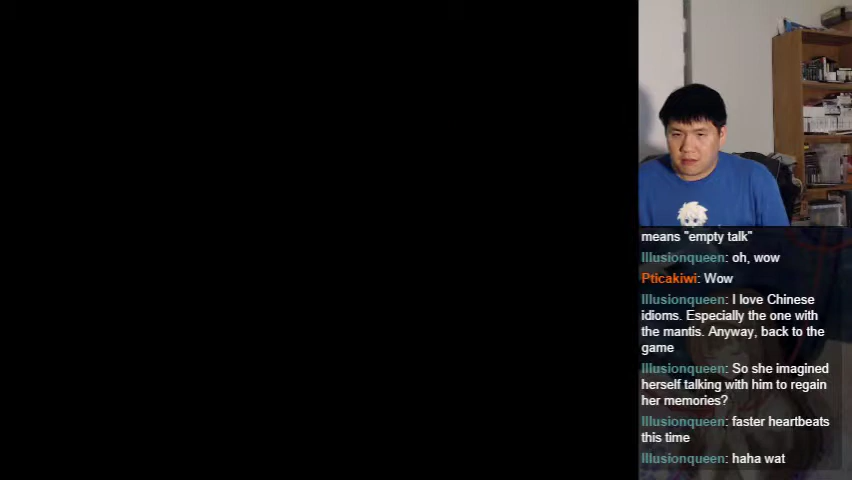 means "empty talk"
Illusionqueen: oh, wow
Pticakiwi: Wow
Illusionqueen: I love Chinese
idioms. Especially the one with
the mantis. Anyway, back to the
game
Illusionqueen: So she imagined
herself talking with him to regain
her memories?
Illusionqueen: faster heartbeats
this time
Illusionqueen: haha wat